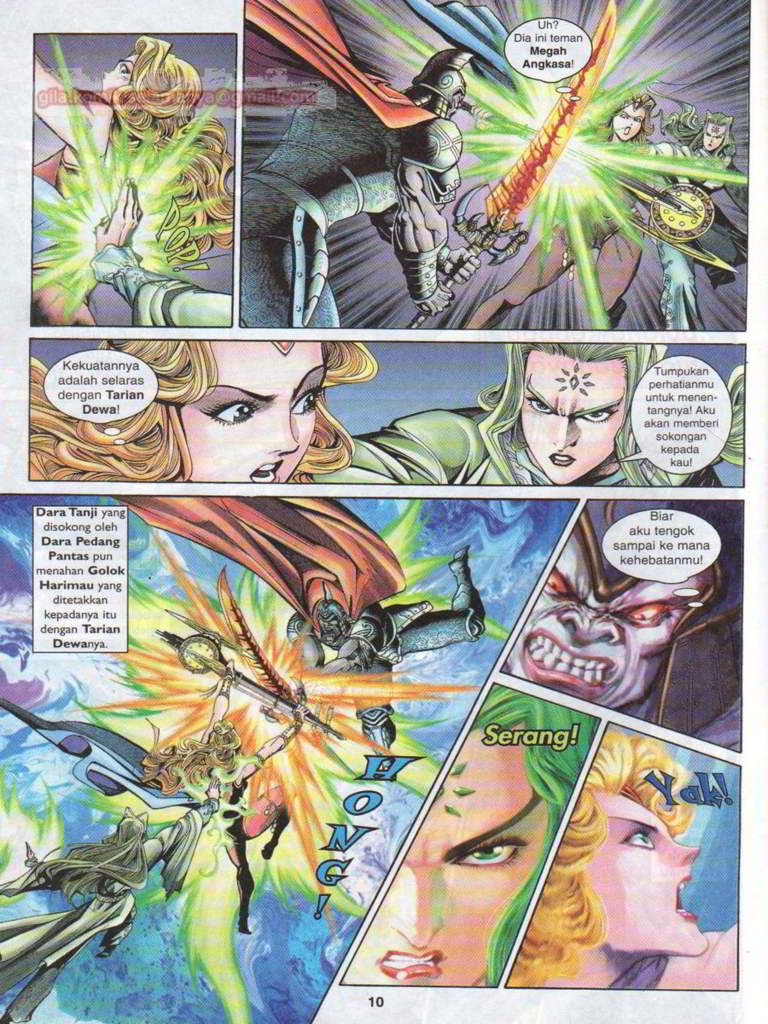 POP!
Uh?
Dia ini teman
Megah
Angkasa!
Kekuatannya
adalah selaras
dengan Tarian
Dewa!
Tumpukan
perhatianmu
untuk menen-
tangnya! Aku
akan memberi
sokongan
kepada
kau!
Dara Tanji yang
disokong oleh
Dara Pedang
Pantas pun
menahan Golok
Harimau yang
ditetakkan
kepadanya itu
dengan Tarian
Dewanya.
HONG!
Biar
aku tengok
sampai ke mana
kehebatanmu!
Serang!
Yak!
10